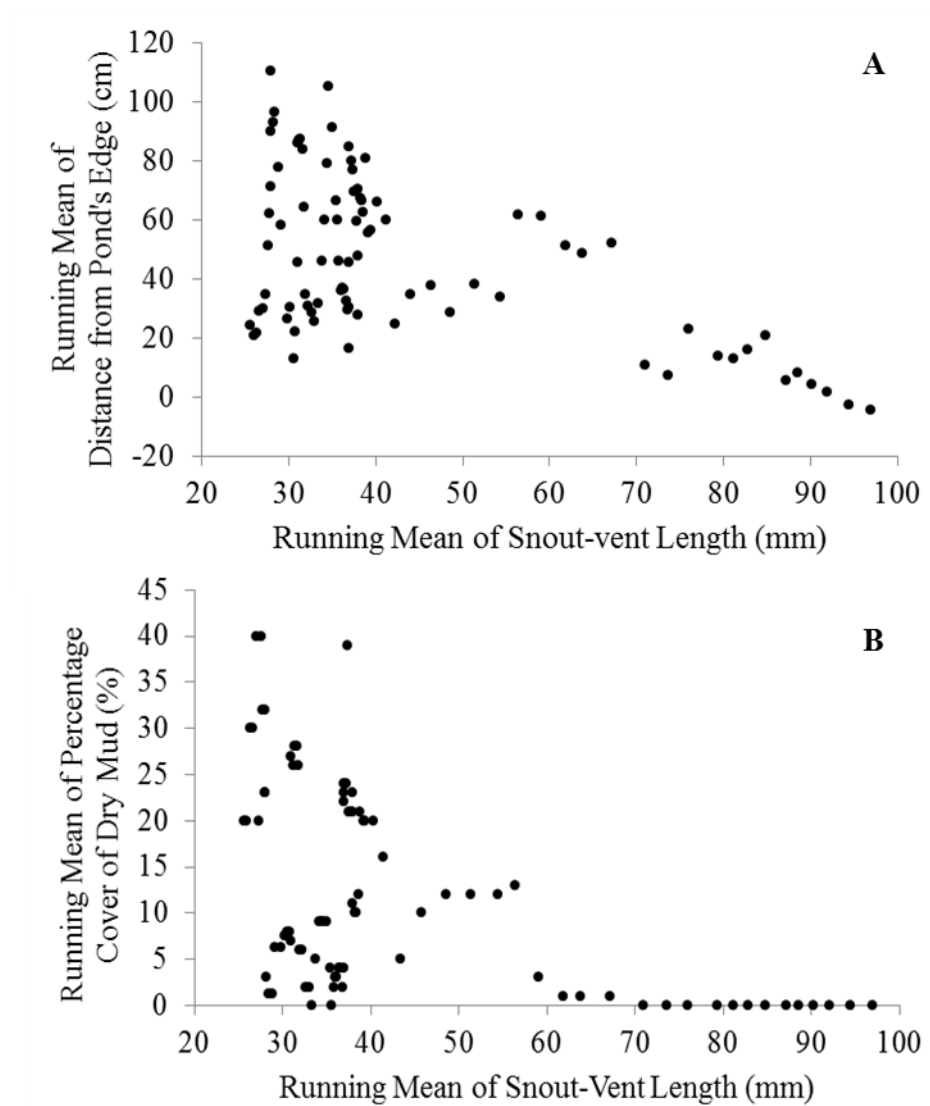 A
Running Mean of
Distance from Pond's Edge (cm)
120
100
80
60
40
20
0
-20
20 30 40 50 60 70 80 90 100
Running Mean of Snout-vent Length (mm)
B
Running Mean of Percentage
Cover of Dry Mud (%)
45
40
35
30
25
20
15
10
5
0
20 30 40 50 60 70 80 90 100
Running Mean of Snout-Vent Length (mm)